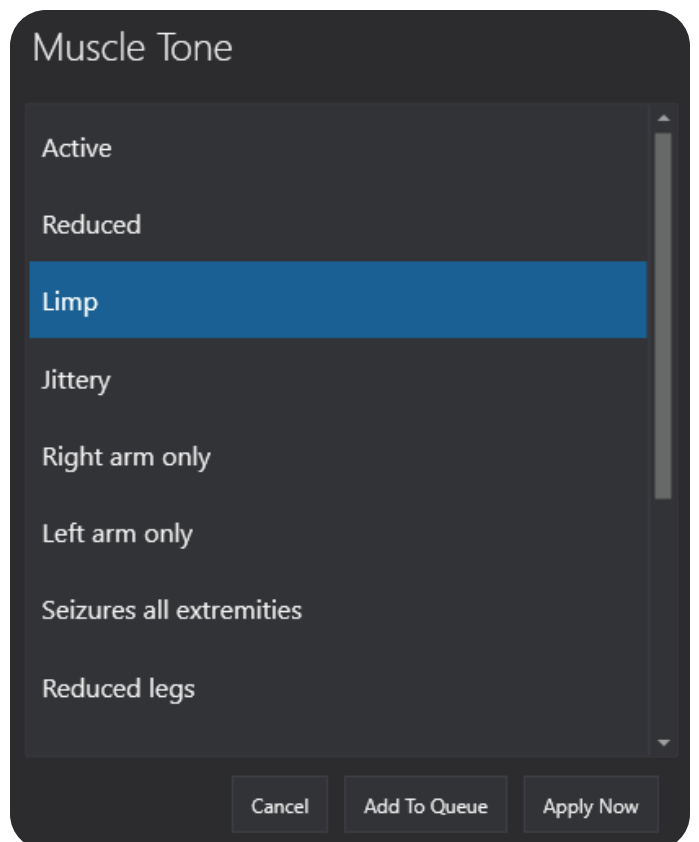 Muscle Tone
Active
Reduced
Limp
Jittery
Right arm only
Left arm only
Seizures all extremities
Reduced legs
Cancel Add To Queue Apply Now